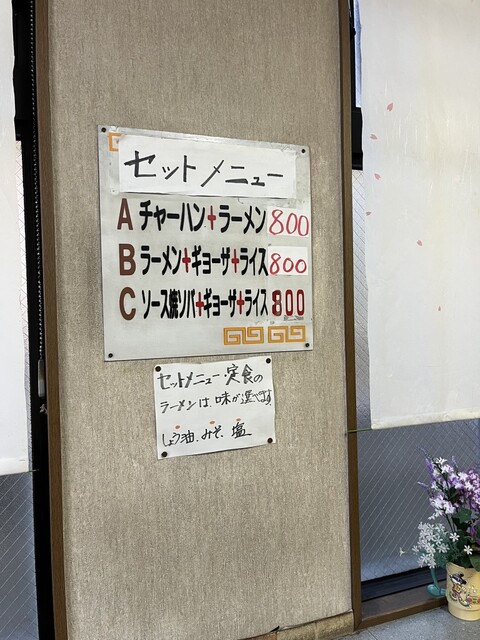 セットメニュー
A チャーハン+ラーメン 800
B ラーメン+ギョーザ+ライス 800
C ソース焼ソバ+ギョーザ+ライス 800
セットメニュー・定食の
ラーメンは、味が選べます。
しょう油、みそ、塩